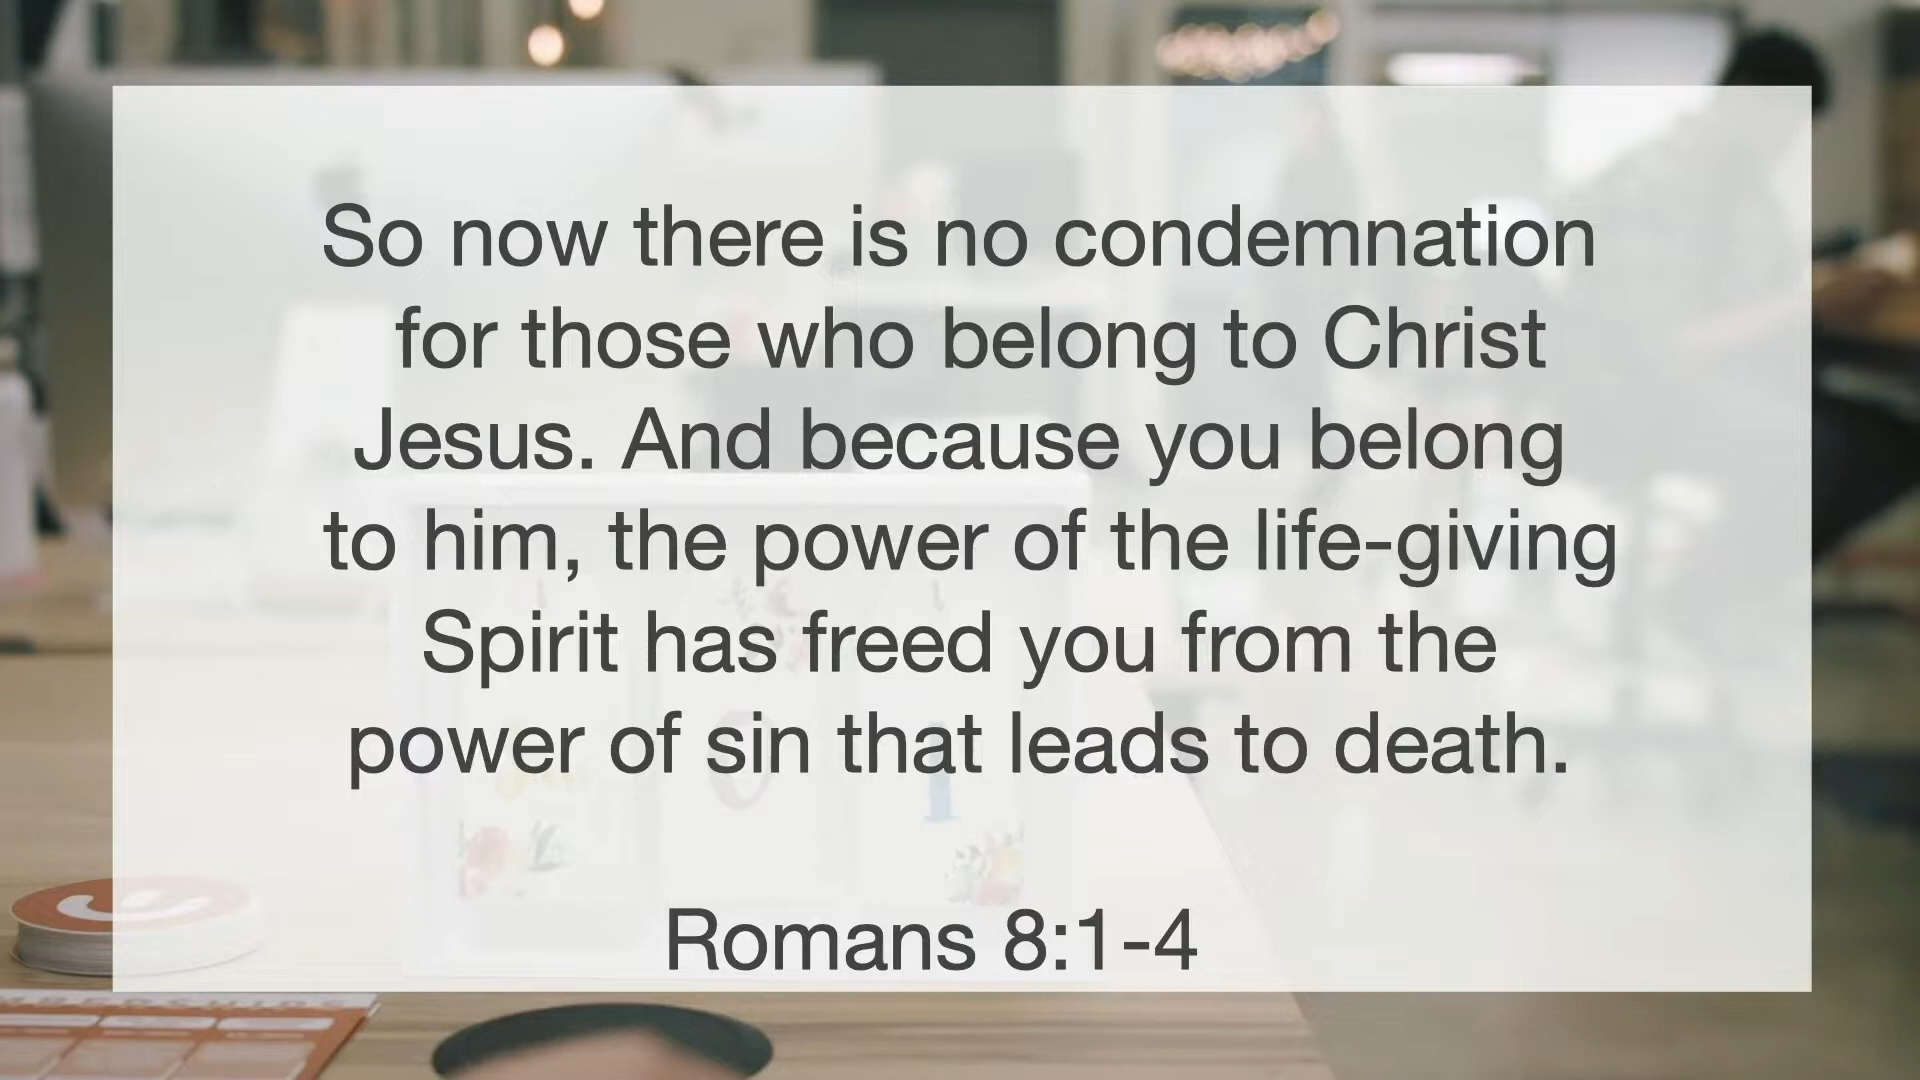 So now there is no condemnation
for those who belong to Christ
Jesus. And because you belong
to him, the power of the life-giving
Spirit has freed you from the
power of sin that leads to death.
Romans 8:1-4